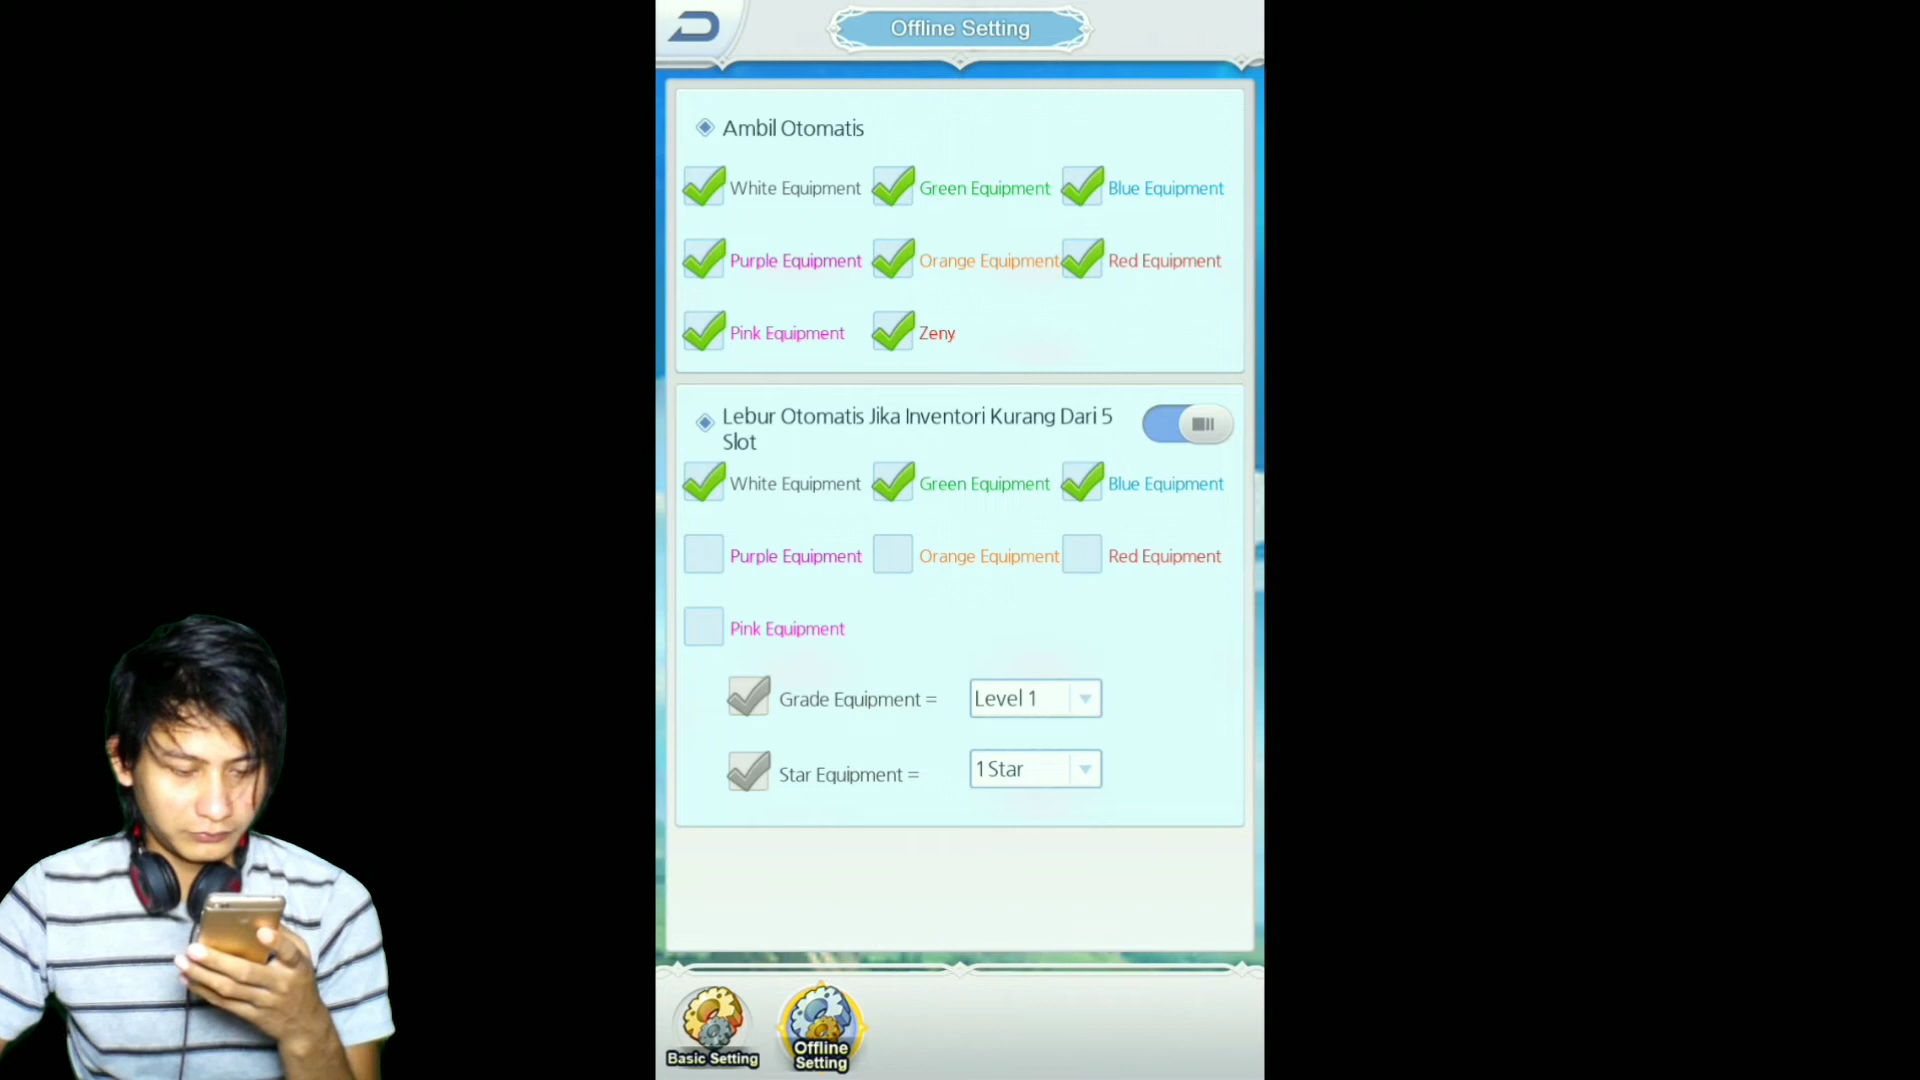 Offline Setting
Ambil Otomatis
White Equipment Green Equipment Blue Equipment
Purple Equipment Orange Equipment Red Equipment
Pink Equipment Zeny
Lebur Otomatis Jika Inventori Kurang Dari 5
Slot
White Equipment Green Equipment Blue Equipment
Purple Equipment Orange Equipment Red Equipment
Pink Equipment
Grade Equipment = Level 1
Star Equipment = 1 Star
Basic Setting
Offline
Setting